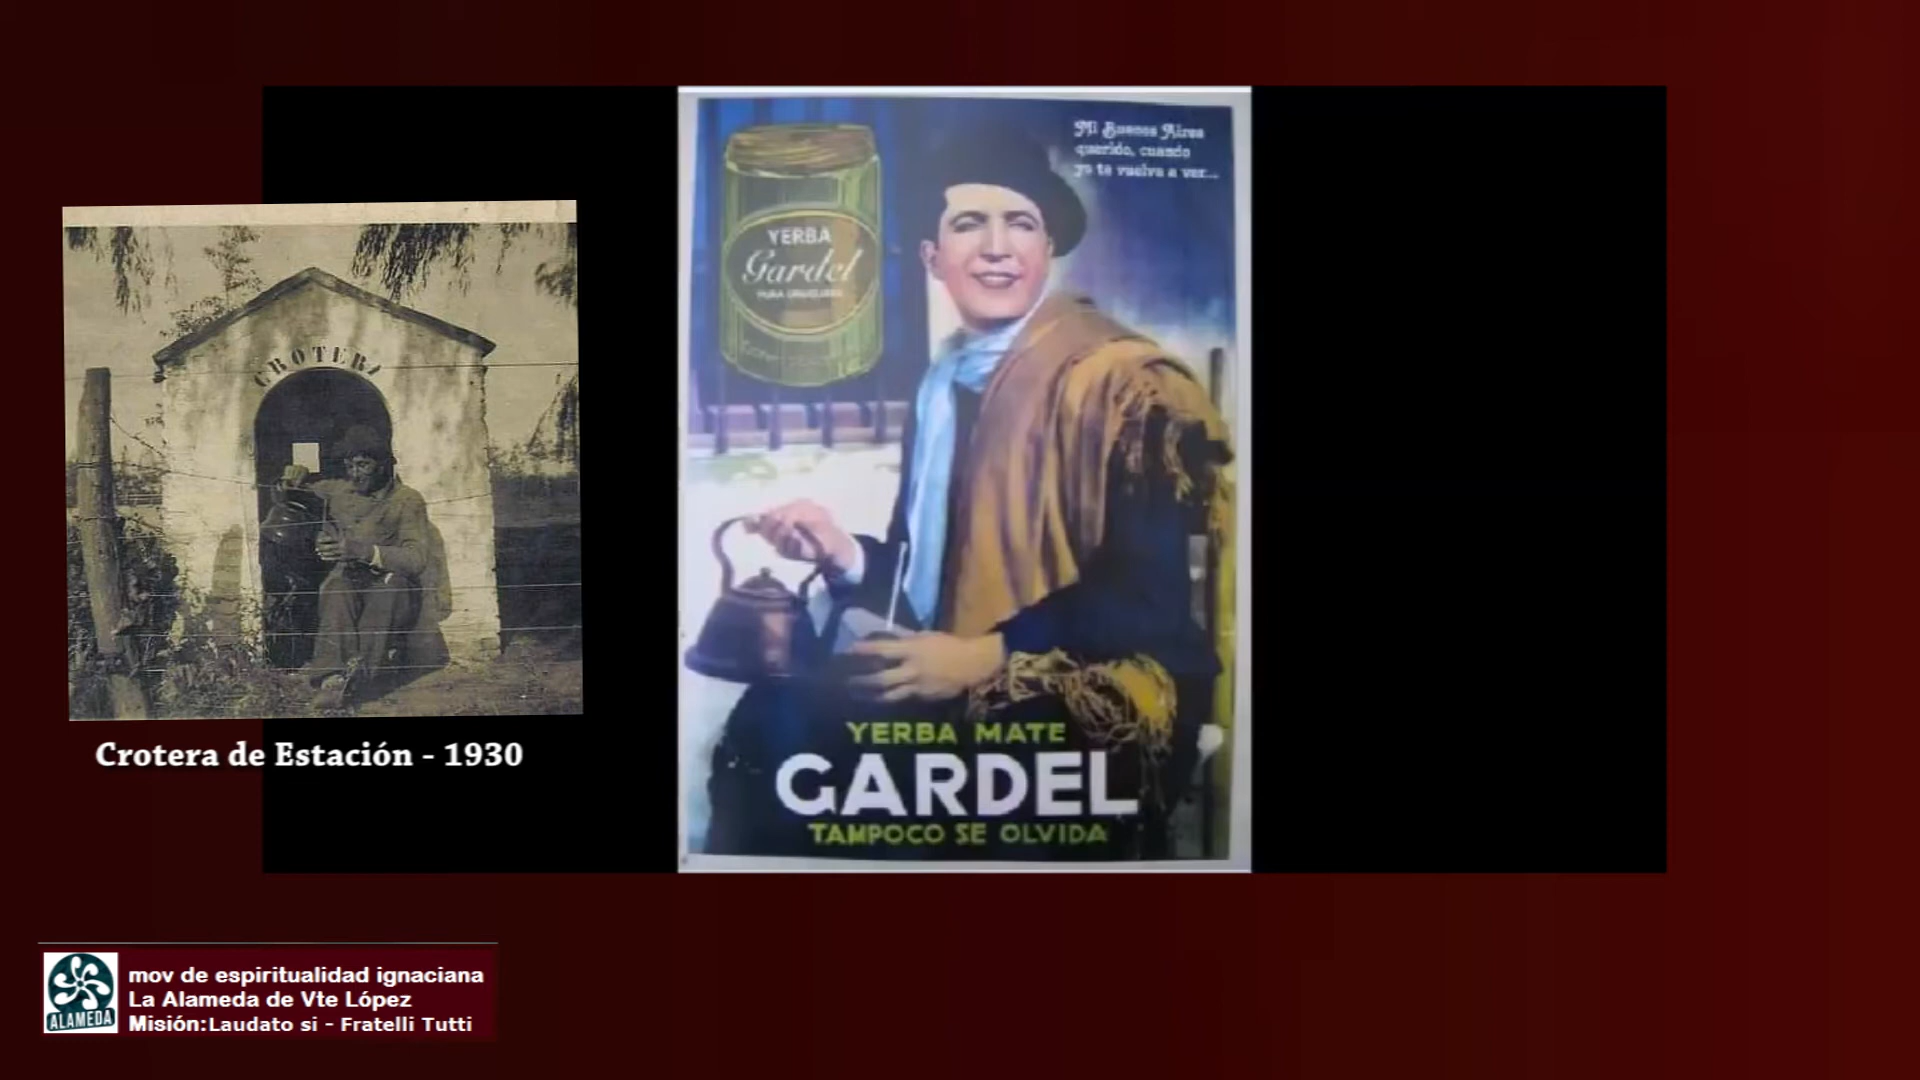 CROTERA
Crotera de Estación - 1930
Mi Buenos Aires
querido, cuando
yo te vuelva a ver...
YERBA
Gardel
YERBA MATE
GARDEL
TAMPOCO SE OLVIDA
ALAMEDA
mov de espiritualidad ignaciana
La Alameda de Vte López
Misión:Laudato si - Fratelli Tutti